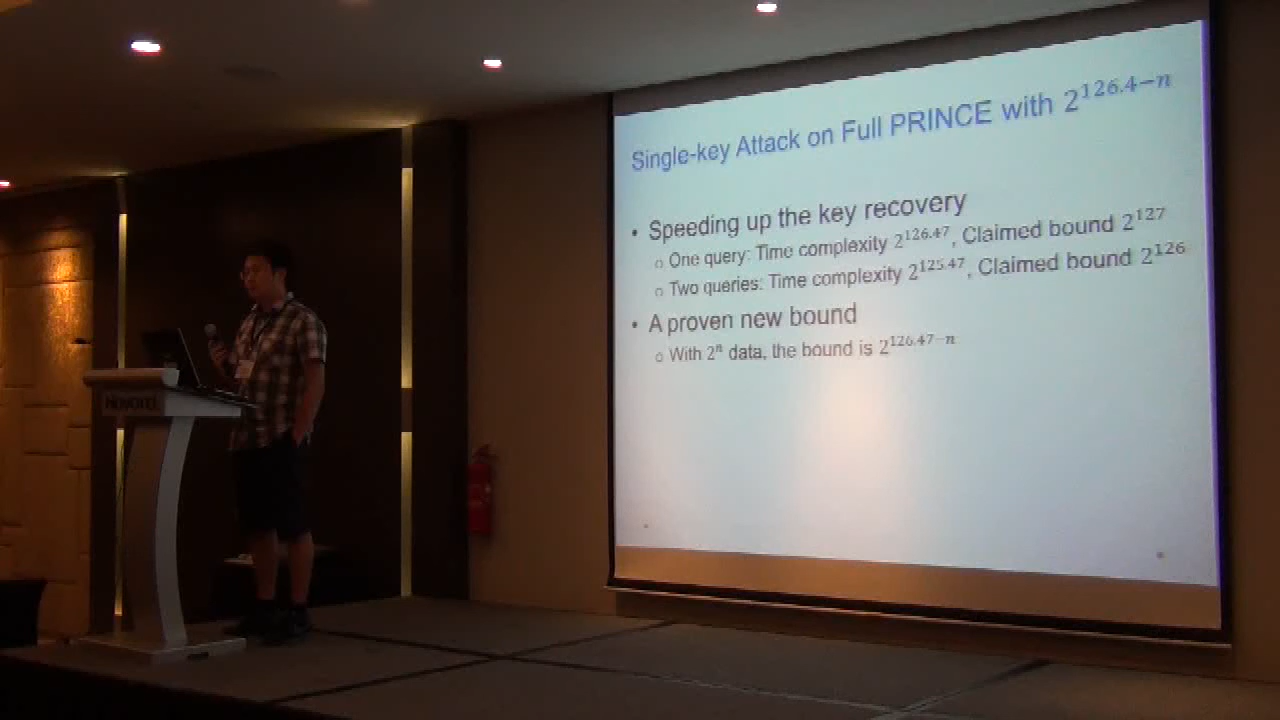 Single-key Attack on Full PRINCE with 2^126.4−n
• Speeding up the key recovery
o One query: Time complexity 2^126.47, Claimed bound 2^127
o Two queries: Time complexity 2^125.47, Claimed bound 2^126
• A proven new bound
o With 2^n data, the bound is 2^126.47−n
NOVOTEL